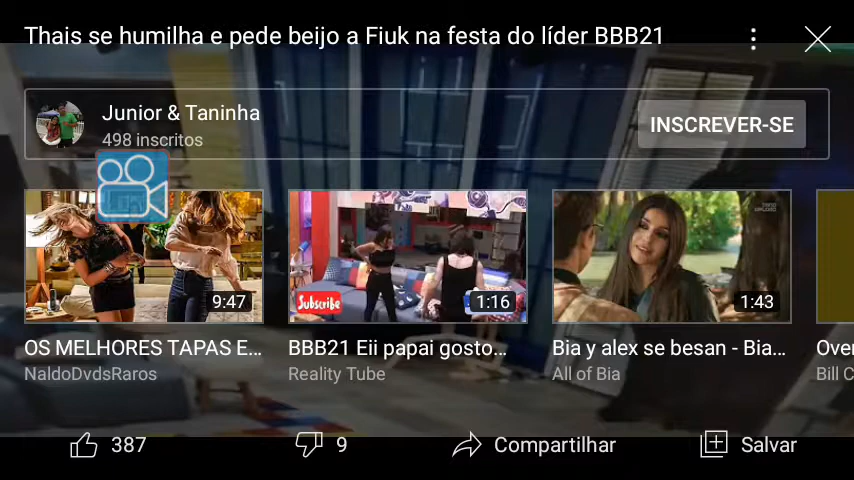 Thais se humilha e pede beijo a Fiuk na festa do líder BBB21
Junior & Taninha
498 inscritos
INSCREVER-SE
9:47
Subscribe
1:16
1:43
OS MELHORES TAPAS E...
BBB21 Eii papai gosto...
Bia y alex se besan - Bia...
Over
NaldoDvdsRaros
Reality Tube
All of Bia
Bill C
387
9
Compartilhar
Salvar